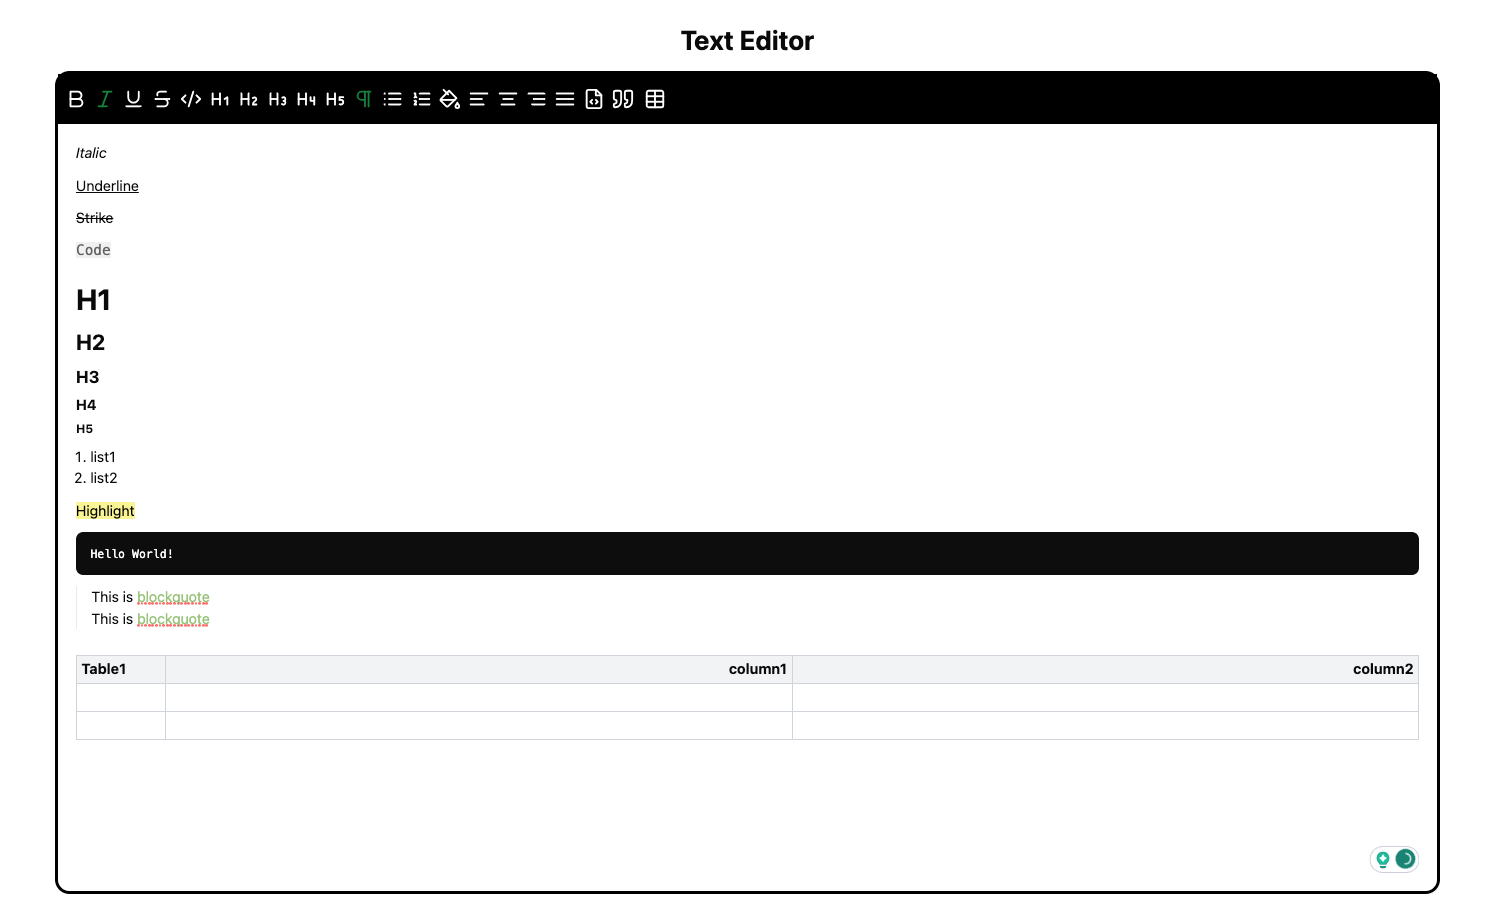 Text Editor
B I U S </> H1 H2 H3 H4 H5
Italic
Underline
Strike
Code
H1
H2
H3
H4
H5
1. list1
2. list2
Highlight
Hello World!
This is blockquote
This is blockquote
Table1 column1 column2